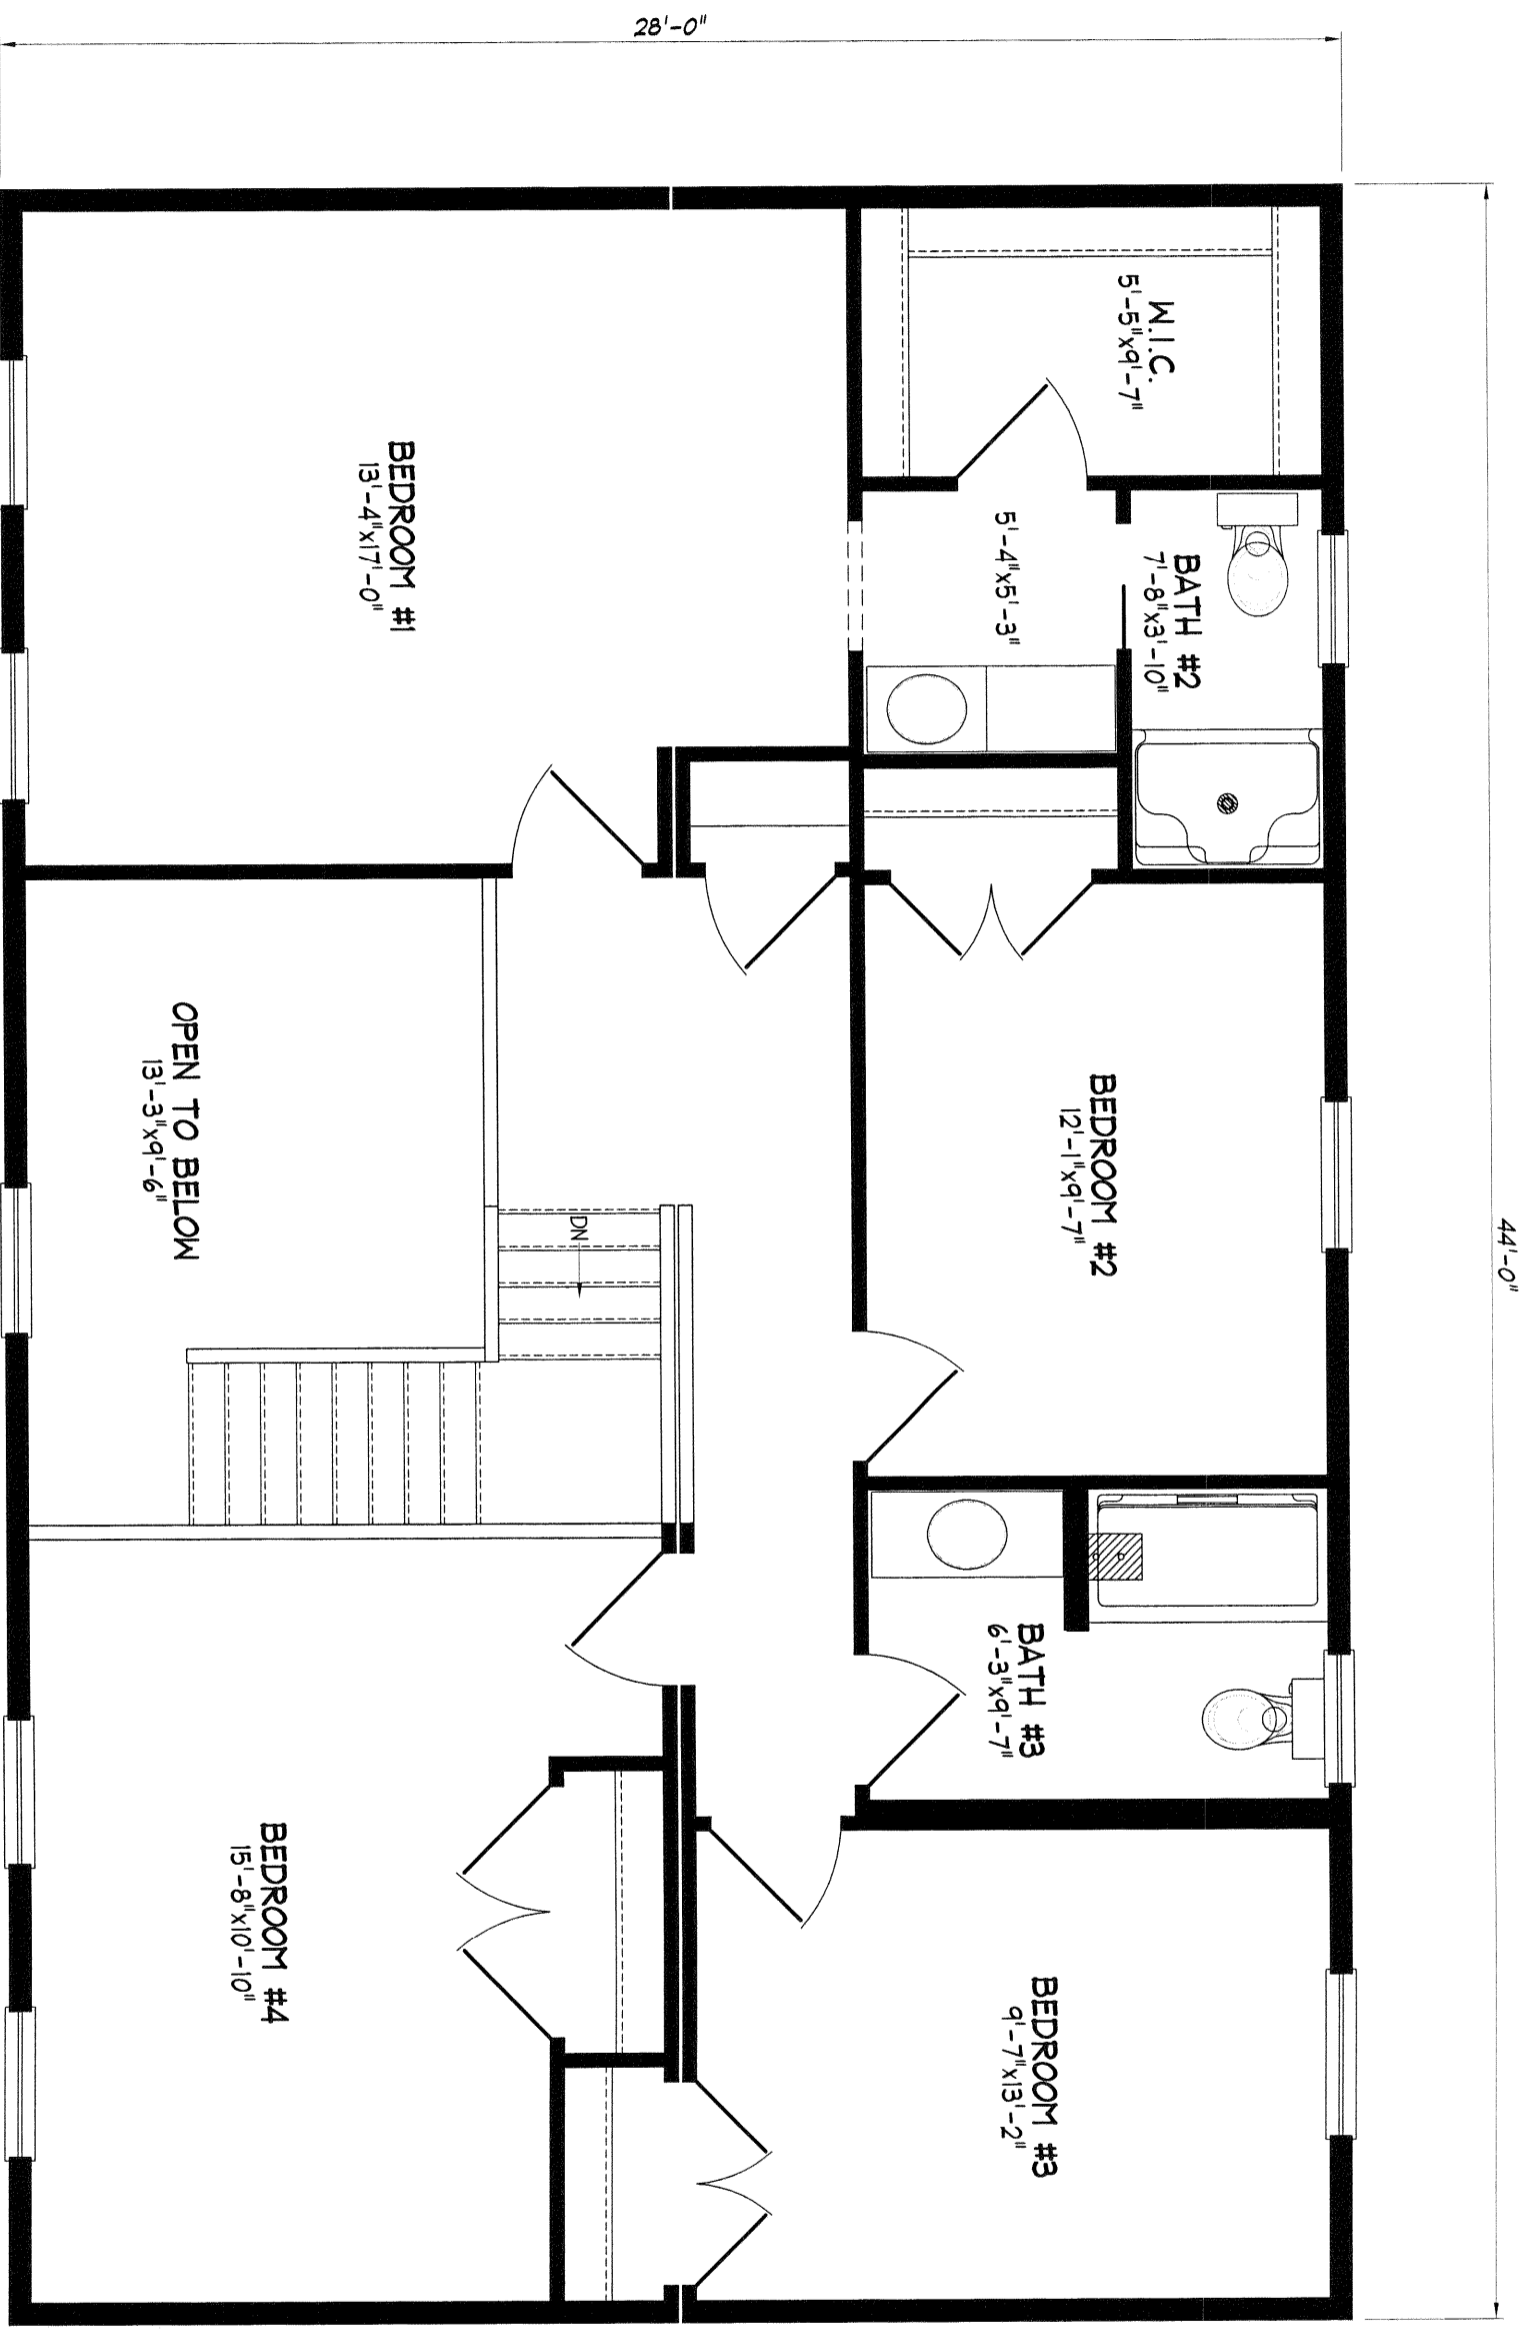 28'-0"
44'-0"
W.I.C.
5'-5"x9'-7"
BATH #2
7'-8"x3'-10"
5'-4"x5'-3"
BEDROOM #1
13'-4"x17'-0"
BEDROOM #2
12'-1"x9'-7"
OPEN TO BELOW
13'-3"x9'-6"
DN
BATH #3
6'-3"x9'-7"
BEDROOM #4
15'-8"x10'-10"
BEDROOM #3
9'-7"x13'-2"